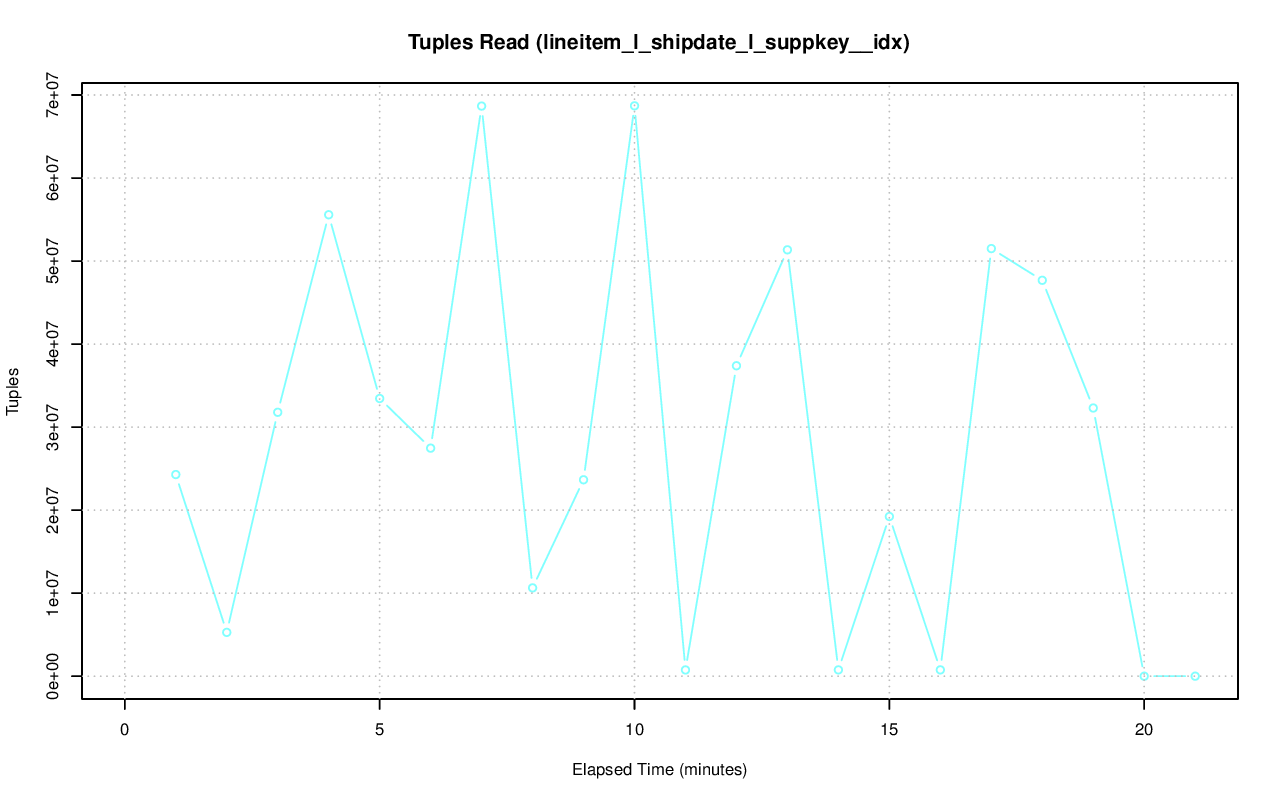 Tuples Read (lineitem_l_shipdate_l_suppkey__idx)
7e+07
6e+07
5e+07
4e+07
3e+07
2e+07
1e+07
0e+00
Tuples
0 5 10 15 20
Elapsed Time (minutes)